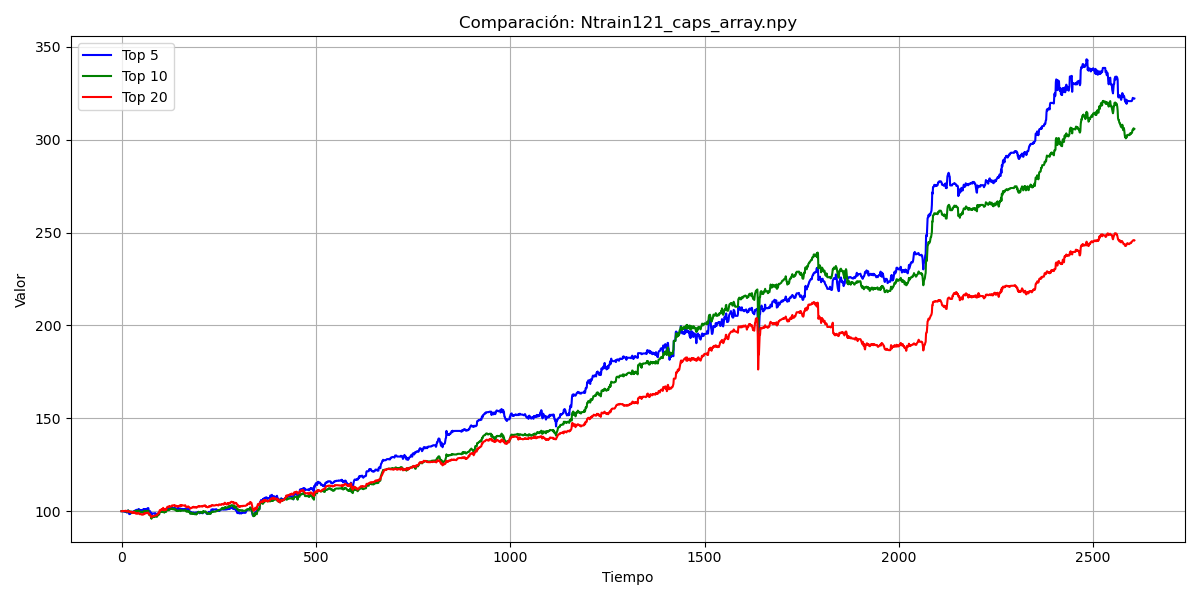 Comparación: Ntrain121_caps_array.npy
Top 5
Top 10
Top 20
350
300
250
200
150
100
Valor
0 500 1000 1500 2000 2500
Tiempo